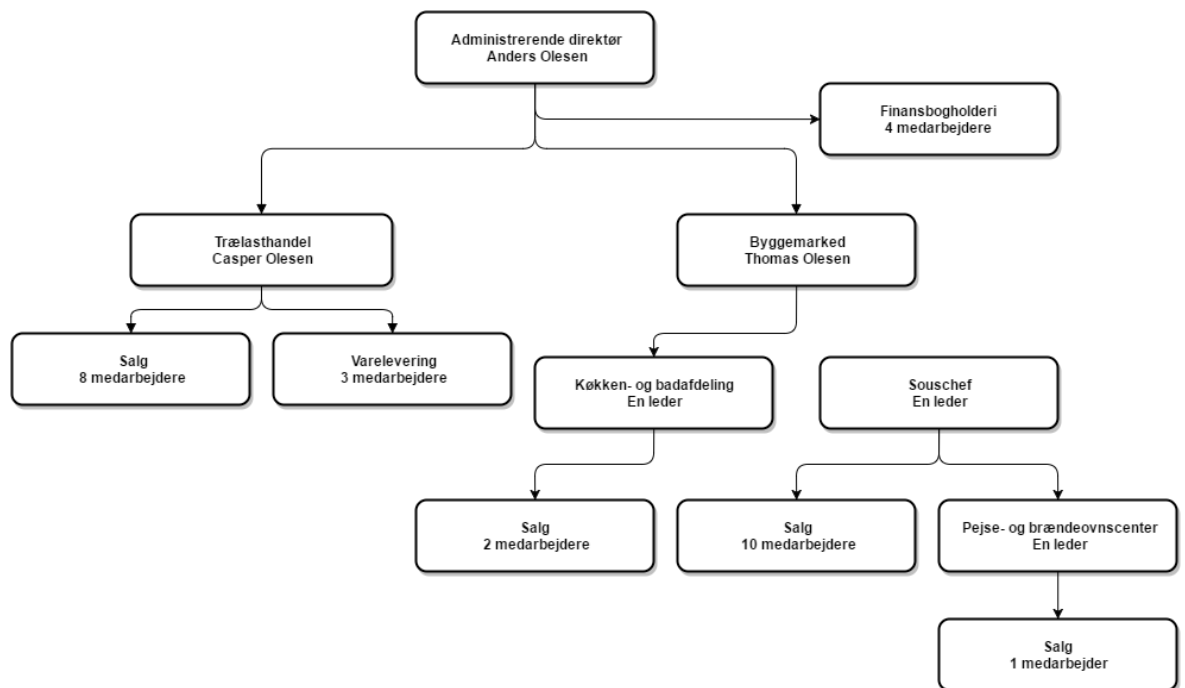 Administrerende direktør
Anders Olesen
Finansbogholderi
4 medarbejdere
Trælasthandel
Casper Olesen
Byggemarked
Thomas Olesen
Salg
8 medarbejdere
Varelevering
3 medarbejdere
Køkken- og badafdeling
En leder
Souschef
En leder
Salg
2 medarbejdere
Salg
10 medarbejdere
Pejse- og brændeovnscenter
En leder
Salg
1 medarbejder